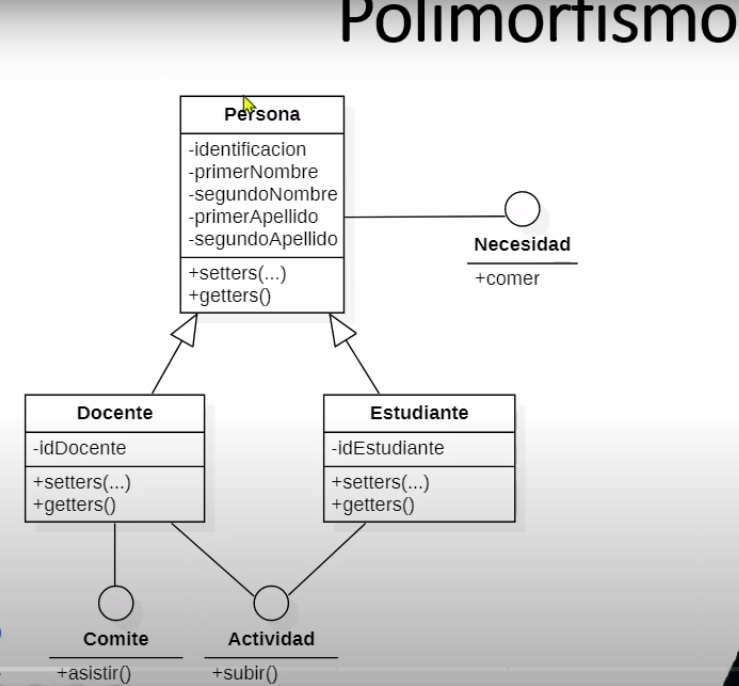 Polimorfismo
Persona
-identificacion
-primerNombre
-segundoNombre
-primerApellido
-segundoApellido
+setters(...)
+getters()
Necesidad
+comer
Docente
-idDocente
+setters(...)
+getters()
Estudiante
-idEstudiante
+setters(...)
+getters()
Comite
+asistir()
Actividad
+subir()